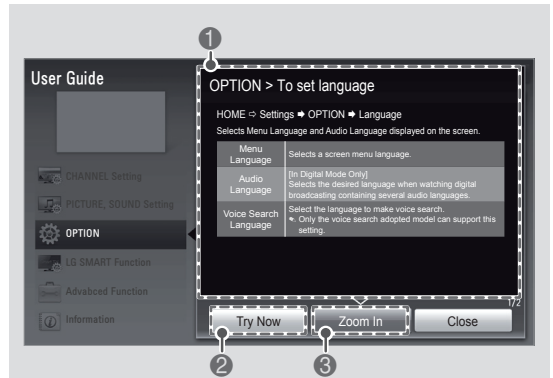 1
User Guide
OPTION > To set language
HOME ⇨ Settings ➡ OPTION ➡ Language
Selects Menu Language and Audio Language displayed on the screen.
Menu Language
Selects a screen menu language.
Audio Language
[In Digital Mode Only]
Selects the desired language when watching digital
broadcasting containing several audio languages.
Voice Search Language
Select the language to make voice search.
☜ Only the voice search adopted model can support this
setting.
CHANNEL Setting
PICTURE, SOUND Setting
OPTION
LG SMART Function
Advabced Function
Information
1/2
Try Now
Zoom In
Close
2
3